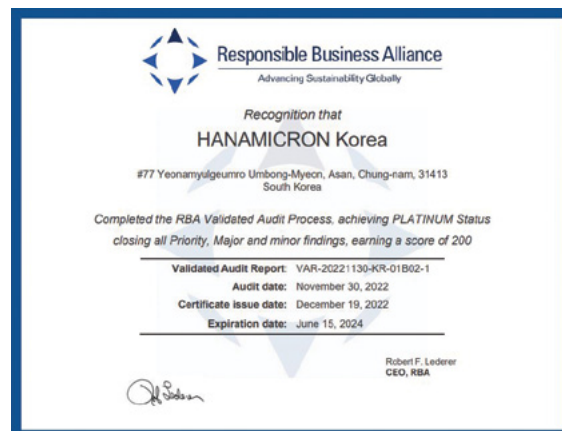 Responsible Business Alliance
Advancing Sustainability Globally
Recognition that
HANAMICRON Korea
#77 Yeonamyulgeumro Umbong-Myeon, Asan, Chung-nam, 31413
South Korea
Completed the RBA Validated Audit Process, achieving PLATINUM Status
closing all Priority, Major and minor findings, earning a score of 200
Validated Audit Report: VAR-20221130-KR-01B02-1
Audit date: November 30, 2022
Certificate issue date: December 19, 2022
Expiration date: June 15, 2024
Robert F. Lederer
CEO, RBA